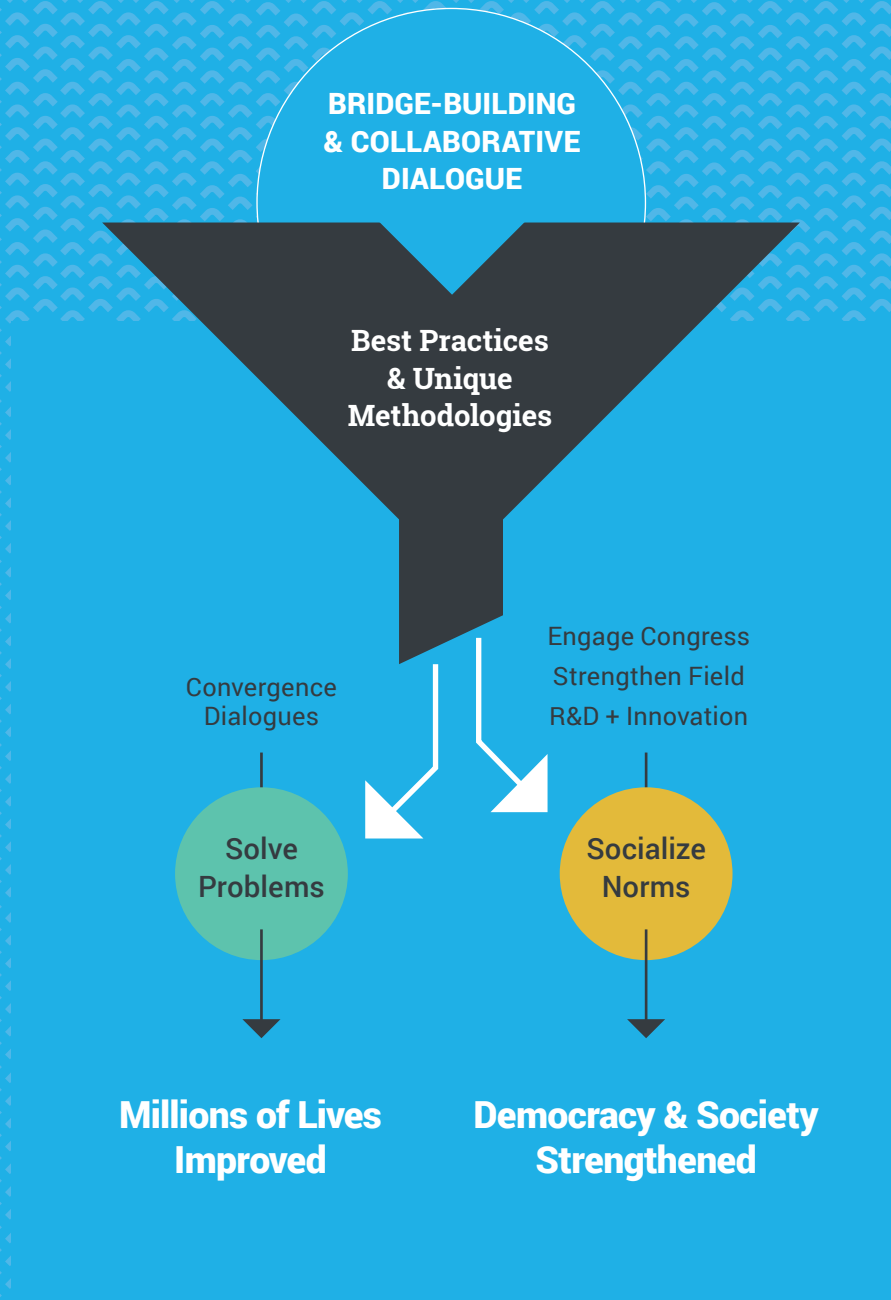 BRIDGE-BUILDING
& COLLABORATIVE
DIALOGUE
Best Practices
& Unique
Methodologies
Convergence
Dialogues
Solve
Problems
Millions of Lives
Improved
Engage Congress
Strengthen Field
R&D + Innovation
Socialize
Norms
Democracy & Society
Strengthened